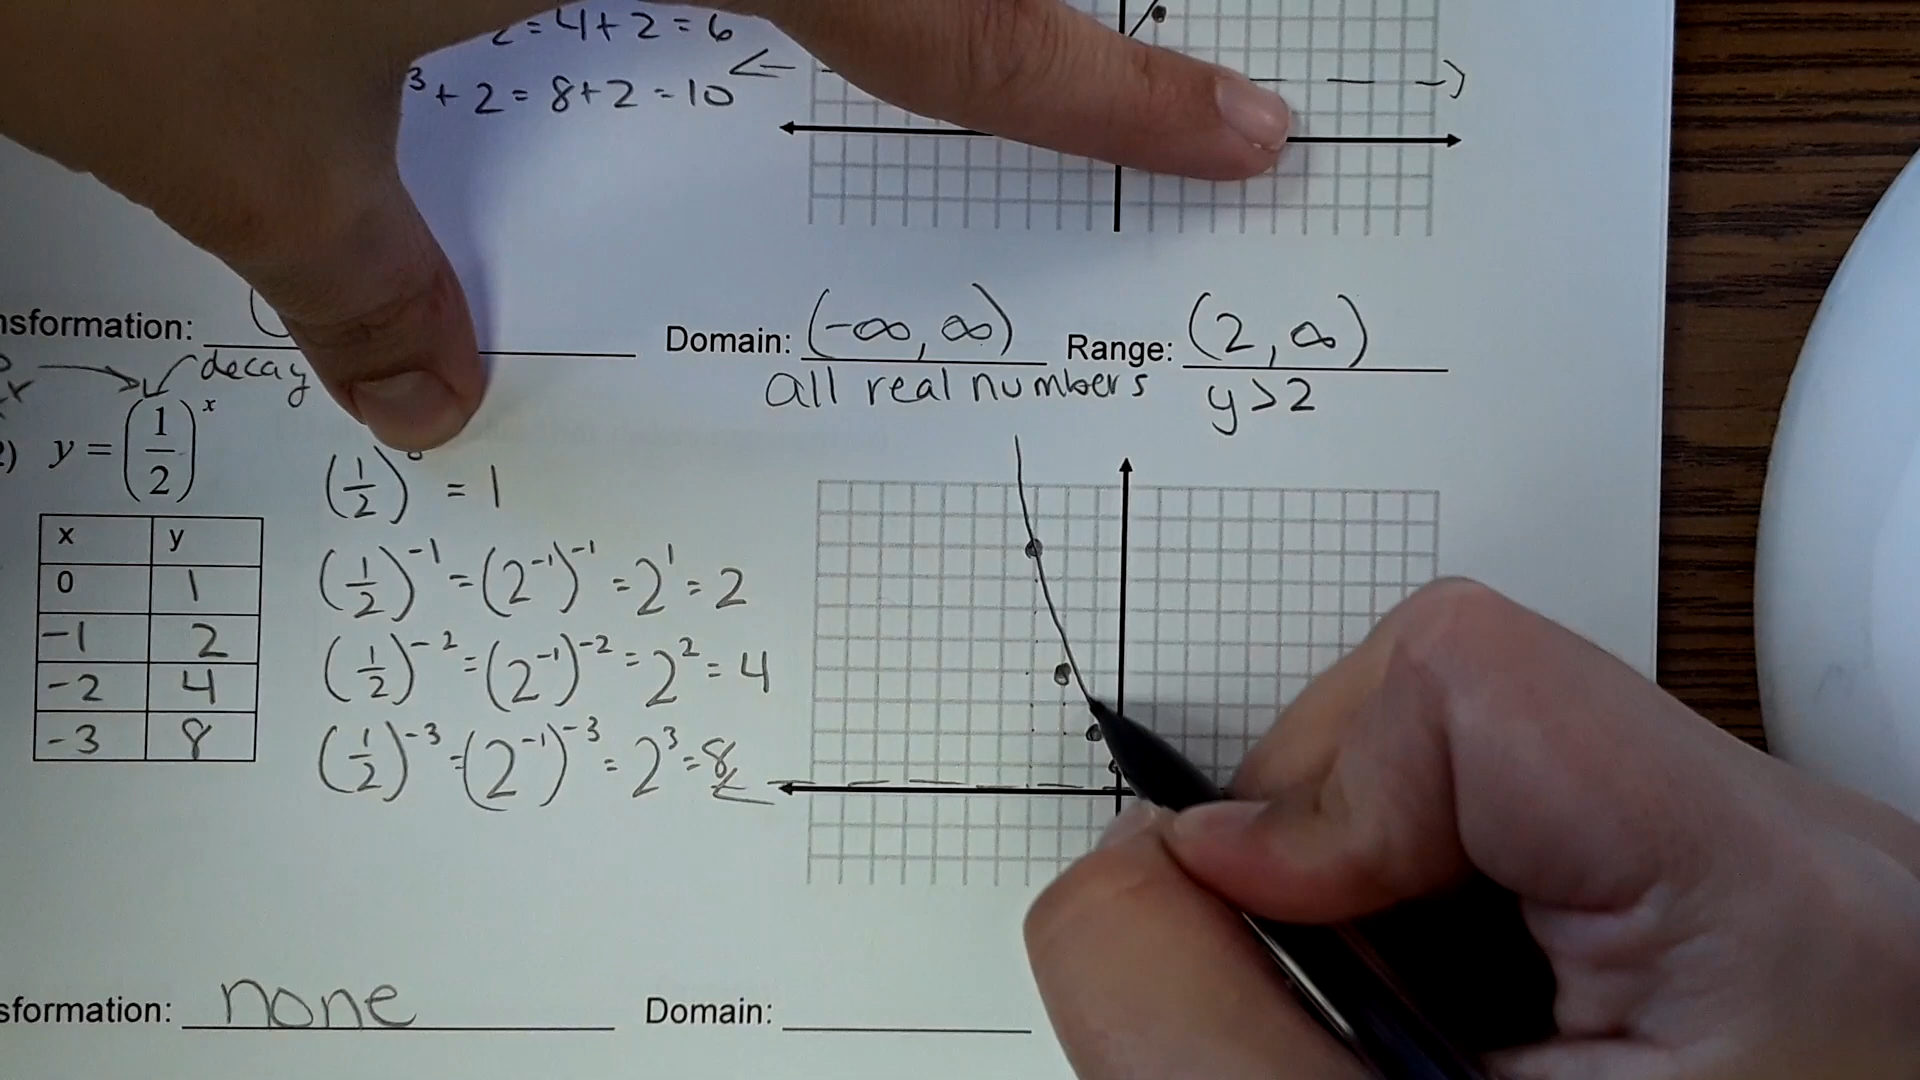 2 = 4 + 2 = 6
³ + 2 = 8 + 2 = 10
nsformation: Domain: (-∞, ∞) Range: (2, ∞)
decay all real numbers y > 2
2) y = (1/2)^x
(1/2)^0 = 1
x y
0 1
-1 2
-2 4
-3 8
(1/2)^-1 = (2^-1)^-1 = 2^1 = 2
(1/2)^-2 = (2^-1)^-2 = 2^2 = 4
(1/2)^-3 = (2^-1)^-3 = 2^3 = 8
sformation: none Domain: